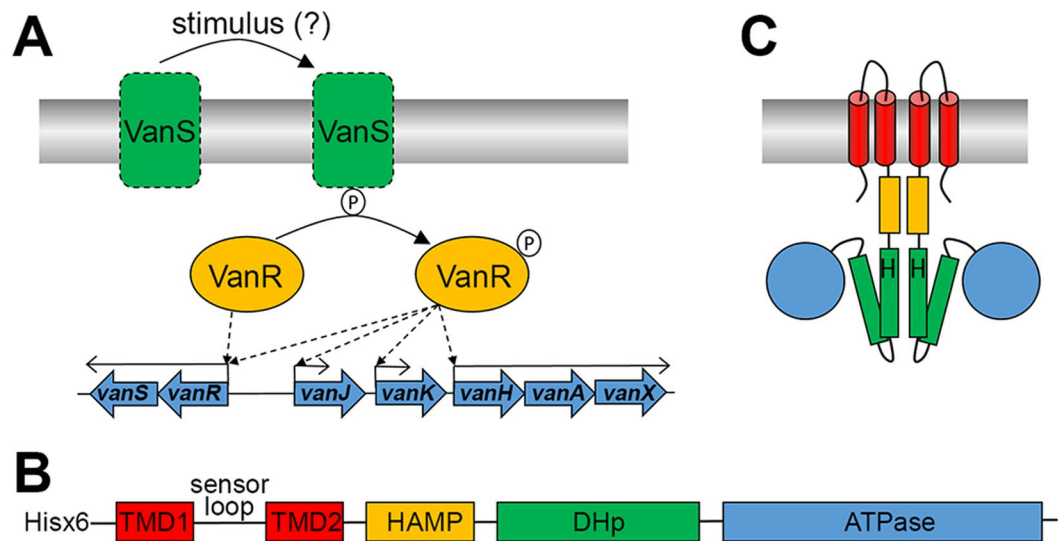 A
stimulus (?)
VanS VanS
P
P
VanR VanR
vanS vanR vanJ vanK vanH vanA vanX
C
H H
B
sensor
loop
Hisx6 TMD1 TMD2 HAMP DHp ATPase